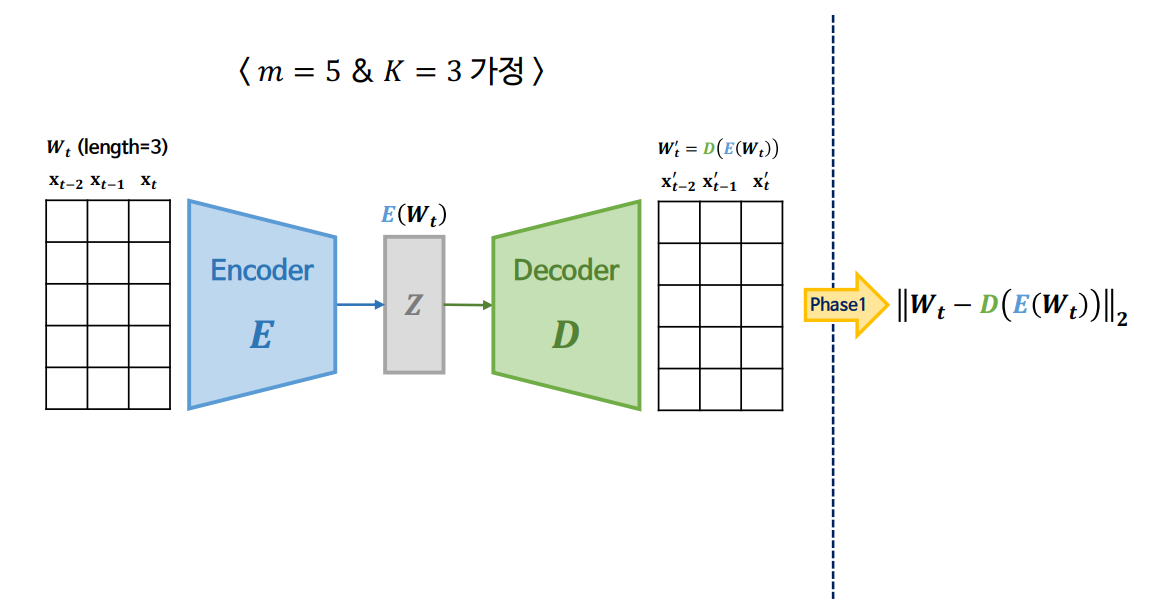 〈 m = 5 & K = 3 가정 〉
W_t (length=3)
x_{t−2} x_{t−1} x_t
E(W_t)
Encoder
E
Z
Decoder
D
W′_t = D(E(W_t))
x′_{t−2} x′_{t−1} x′_t
Phase1
‖W_t − D(E(W_t))‖_2